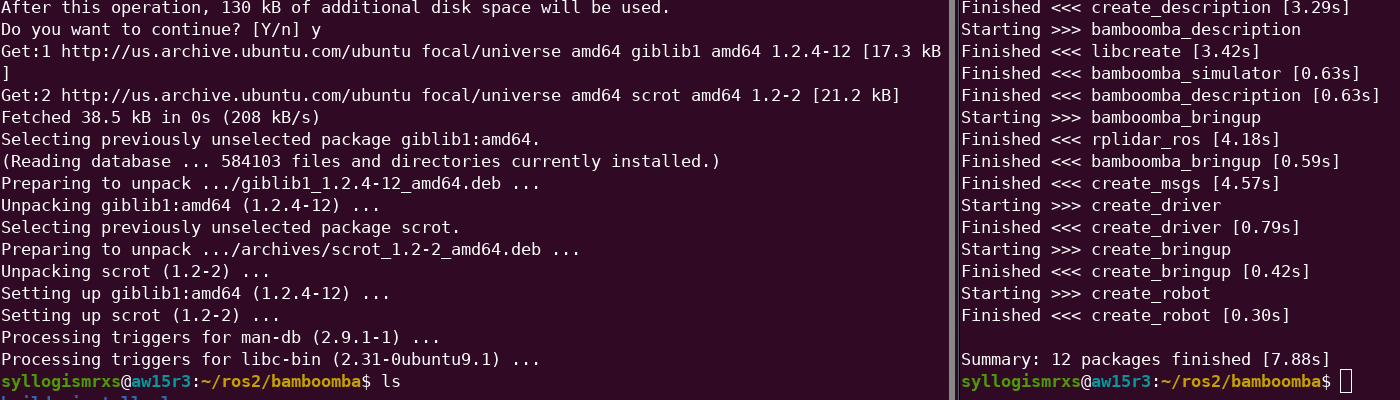 After this operation, 130 kB of additional disk space will be used.
Do you want to continue? [Y/n] y
Get:1 http://us.archive.ubuntu.com/ubuntu focal/universe amd64 giblib1 amd64 1.2.4-12 [17.3 kB
]
Get:2 http://us.archive.ubuntu.com/ubuntu focal/universe amd64 scrot amd64 1.2-2 [21.2 kB]
Fetched 38.5 kB in 0s (208 kB/s)
Selecting previously unselected package giblib1:amd64.
(Reading database ... 584103 files and directories currently installed.)
Preparing to unpack .../giblib1_1.2.4-12_amd64.deb ...
Unpacking giblib1:amd64 (1.2.4-12) ...
Selecting previously unselected package scrot.
Preparing to unpack .../archives/scrot_1.2-2_amd64.deb ...
Unpacking scrot (1.2-2) ...
Setting up giblib1:amd64 (1.2.4-12) ...
Setting up scrot (1.2-2) ...
Processing triggers for man-db (2.9.1-1) ...
Processing triggers for libc-bin (2.31-0ubuntu9.1) ...
syllogismrxs@aw15r3:~/ros2/bamboomba$ ls
Finished <<< create_description [3.29s]
Starting >>> bamboomba_description
Finished <<< libcreate [3.42s]
Finished <<< bamboomba_simulator [0.63s]
Finished <<< bamboomba_description [0.63s]
Starting >>> bamboomba_bringup
Finished <<< rplidar_ros [4.18s]
Finished <<< bamboomba_bringup [0.59s]
Finished <<< create_msgs [4.57s]
Starting >>> create_driver
Finished <<< create_driver [0.79s]
Starting >>> create_bringup
Finished <<< create_bringup [0.42s]
Starting >>> create_robot
Finished <<< create_robot [0.30s]
Summary: 12 packages finished [7.88s]
syllogismrxs@aw15r3:~/ros2/bamboomba$